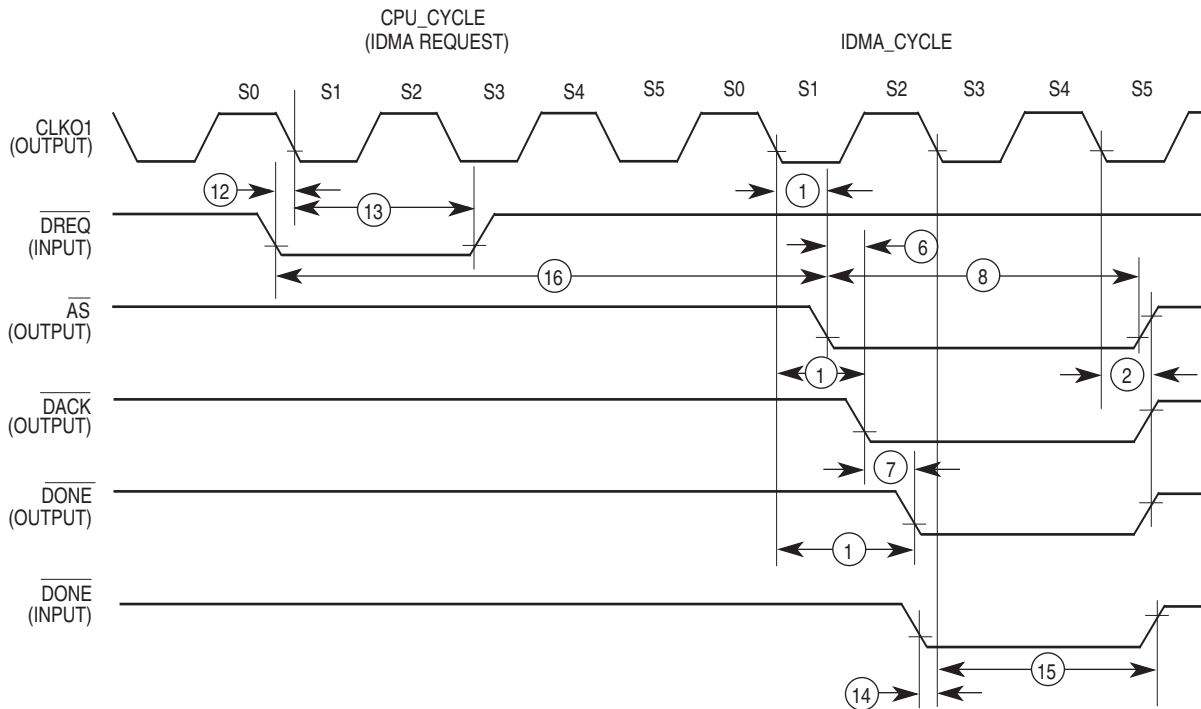 CPU_CYCLE
(IDMA REQUEST)
IDMA_CYCLE
S0 S1 S2 S3 S4 S5 S0 S1 S2 S3 S4 S5
CLKO1
(OUTPUT)
12
13
1
DREQ
(INPUT)
6
16
8
AS
(OUTPUT)
1
2
DACK
(OUTPUT)
7
DONE
(OUTPUT)
1
DONE
(INPUT)
15
14